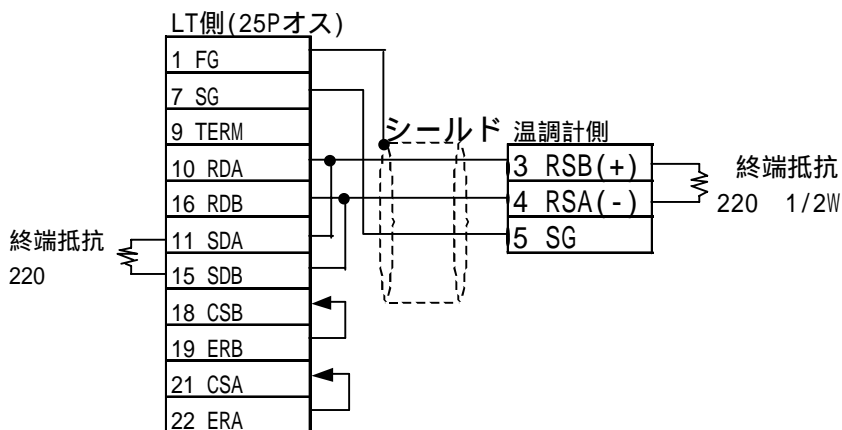 LT側(25Pオス)
1 FG
7 SG
9 TERM
10 RDA
16 RDB
11 SDA
15 SDB
18 CSB
19 ERB
21 CSA
22 ERA
終端抵抗
220
シールド
温調計側
3 RSB(+)
4 RSA(-)
5 SG
終端抵抗
220 1/2W